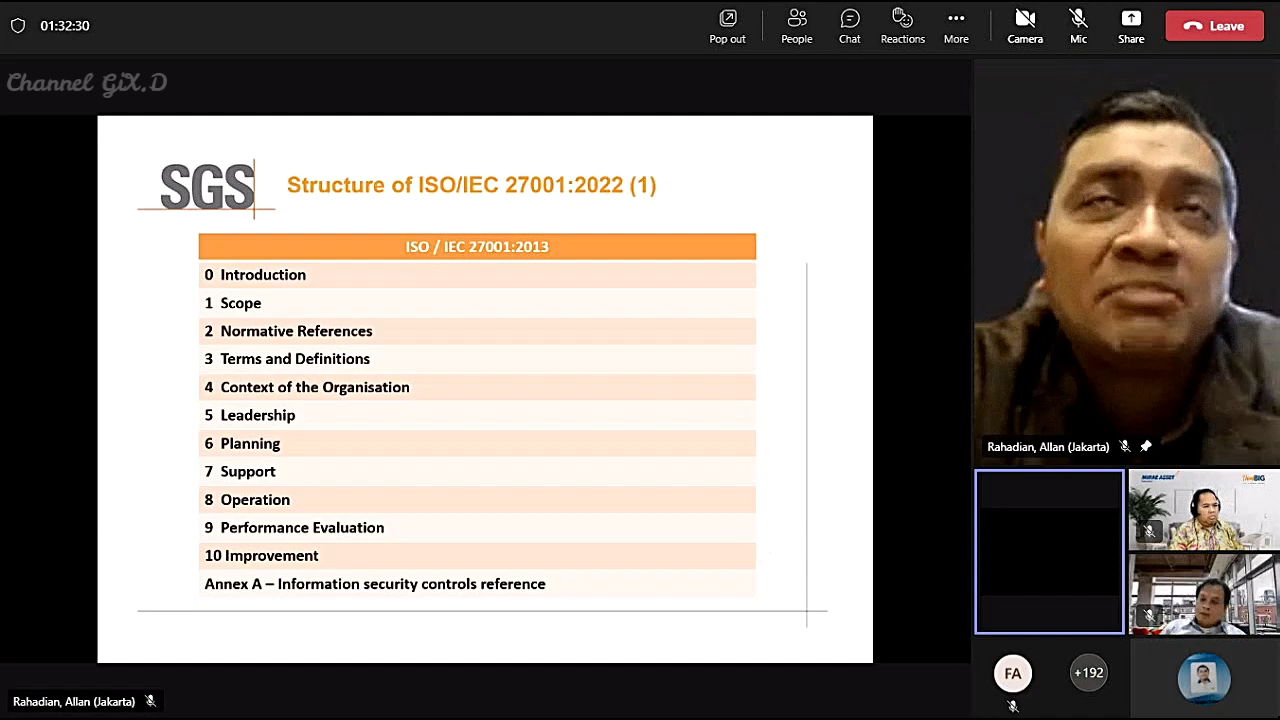 01:32:30
Pop out
People
Chat
Reactions
More
Camera
Mic
Share
Leave
Channel GiX.D
SGS
Structure of ISO/IEC 27001:2022 (1)
ISO / IEC 27001:2013
0 Introduction
1 Scope
2 Normative References
3 Terms and Definitions
4 Context of the Organisation
5 Leadership
6 Planning
7 Support
8 Operation
9 Performance Evaluation
10 Improvement
Annex A – Information security controls reference
Rahadian, Allan (Jakarta)
MIRAE ASSET
FA
+192
Rahadian, Allan (Jakarta)